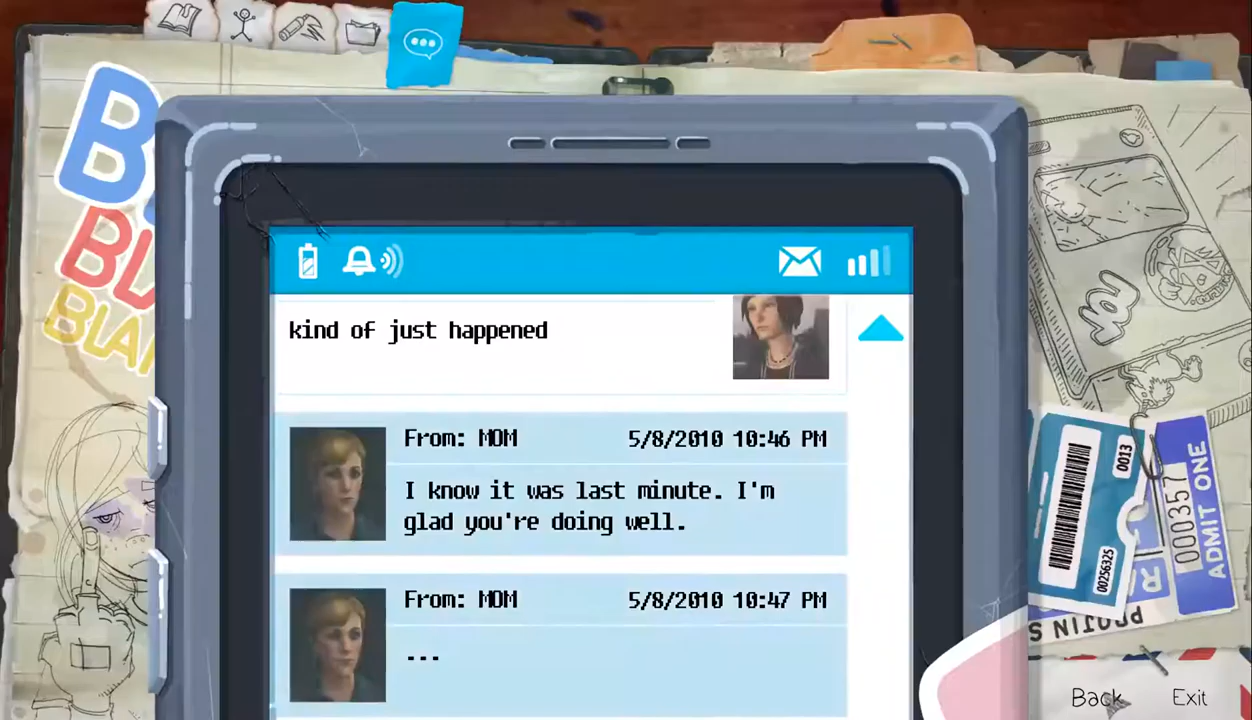 kind of just happened
From: MOM 5/8/2010 10:46 PM
I know it was last minute. I'm
glad you're doing well.
From: MOM 5/8/2010 10:47 PM
...
0013
00256325
000357
ADMIT ONE
Back
Exit